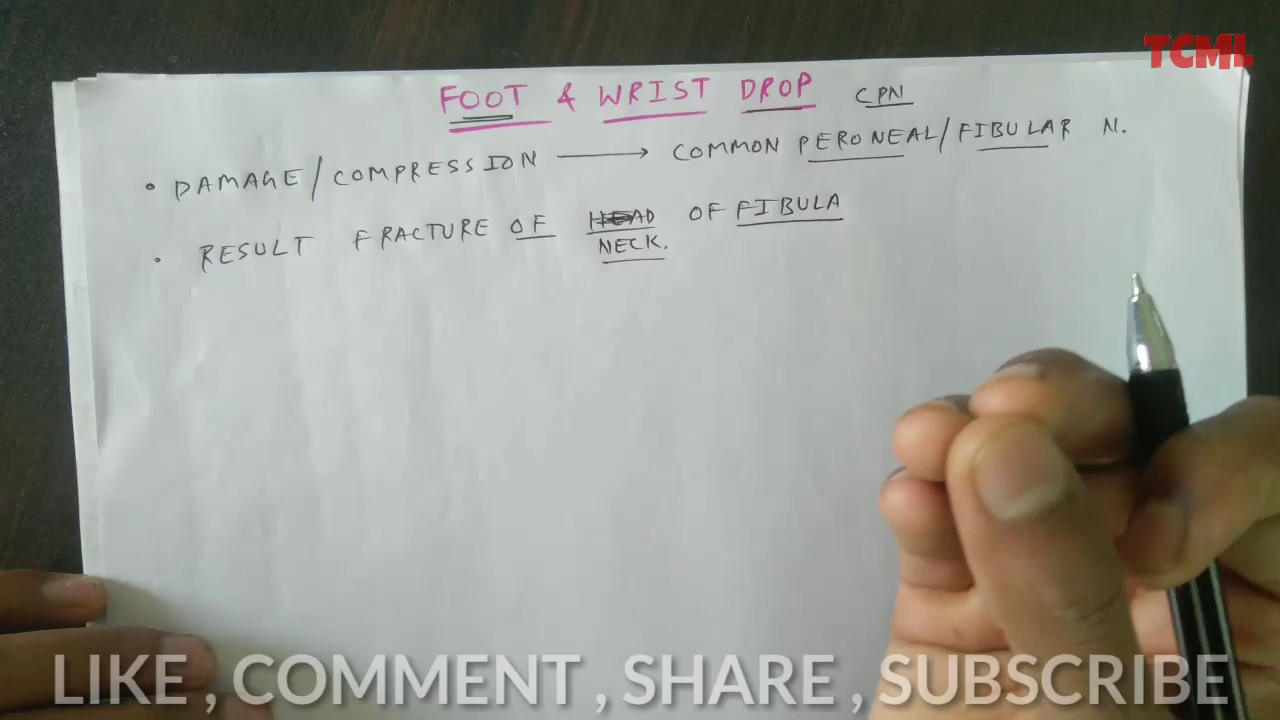 TCML
FOOT & WRIST DROP CPN
• DAMAGE/COMPRESSION ⟶ COMMON PERONEAL/FIBULAR N.
• RESULT FRACTURE OF HEAD OF FIBULA
NECK.
LIKE , COMMENT , SHARE , SUBSCRIBE